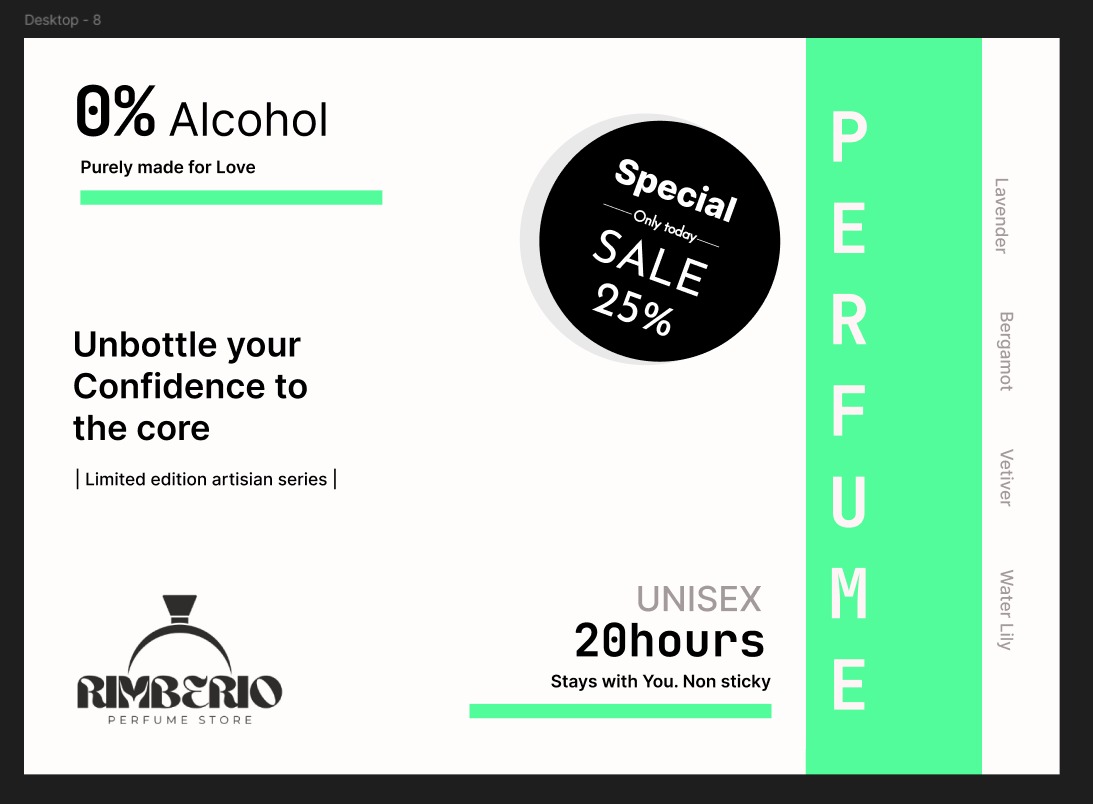 Desktop - 8
0% Alcohol
Purely made for Love
Special
Only today
SALE
25%
Unbottle your
Confidence to
the core
| Limited edition artisian series |
RIMBERIO
PERFUME STORE
UNISEX
20hours
Stays with You. Non sticky
PERFUME
Lavender
Bergamot
Vetiver
Water Lily